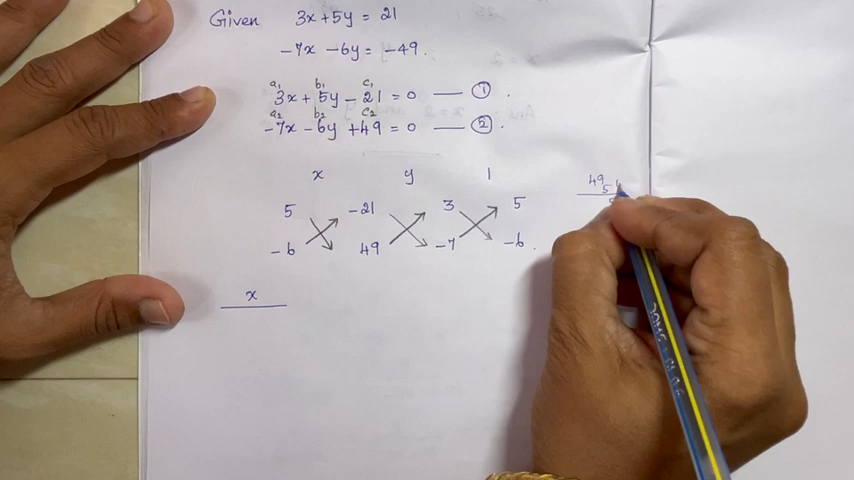 Given 3x + 5y = 21
-7x - 6y = -49.
a₁ b₁ c₁
3x + 5y - 21 = 0 — ① .
a₂ b₂ c₂
-7x - 6y + 49 = 0 — ② .
x y 1
5 -21 3 5
-6 49 -7 -6 .
49
5
x